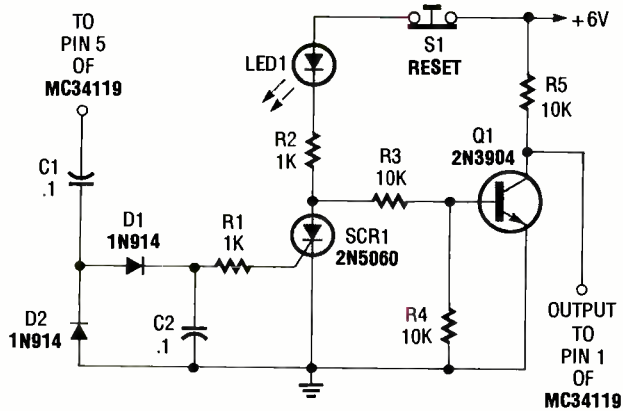 TO
PIN 5
OF
MC34119
C1
.1
D1
1N914
D2
1N914
C2
.1
R1
1K
LED1
R2
1K
SCR1
2N5060
S1
RESET
+6V
R3
10K
R4
10K
R5
10K
Q1
2N3904
OUTPUT
TO
PIN 1
OF
MC34119